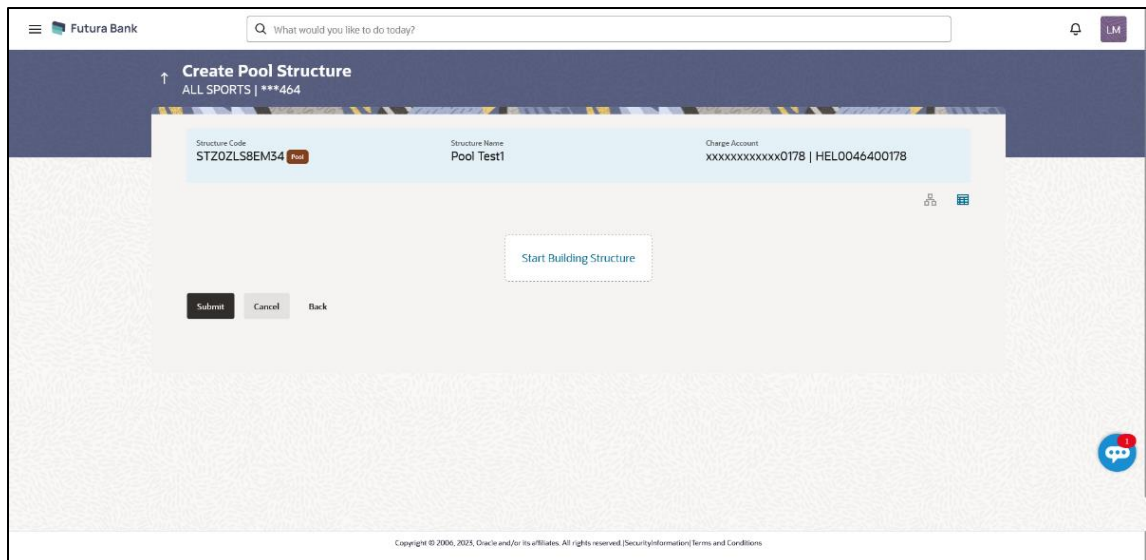 Futura Bank
What would you like to do today?
LM
Create Pool Structure
ALL SPORTS | ***464
Structure Code
Structure Name
Charge Account
STZ0ZLS8EM34 Pool
Pool Test1
xxxxxxxxxxxx0178 | HEL0046400178
Start Building Structure
Submit
Cancel
Back
1
Copyright © 2006, 2023, Oracle and/or its affiliates. All rights reserved.|SecurityInformation|Terms and Conditions